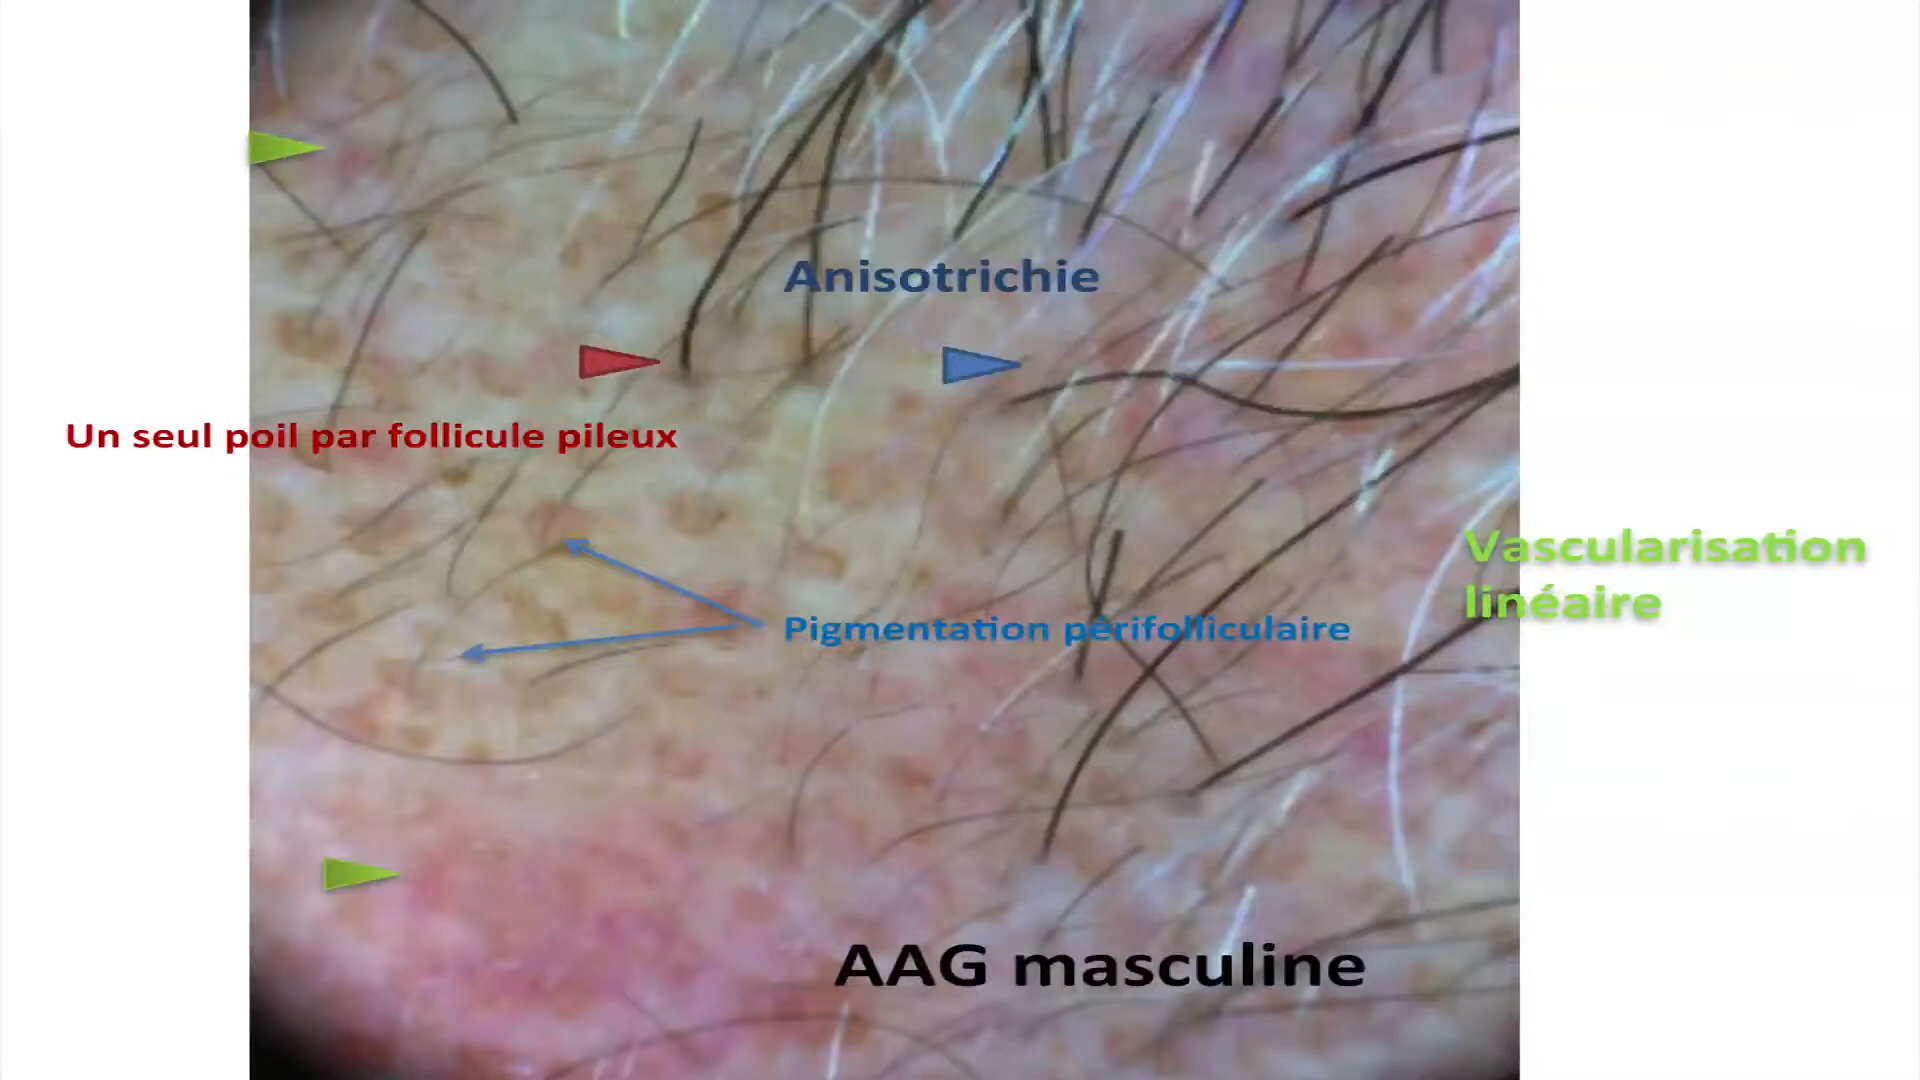 Anisotrichie
Un seul poil par follicule pileux
Vascularisation
linéaire
Pigmentation périfolliculaire
AAG masculine